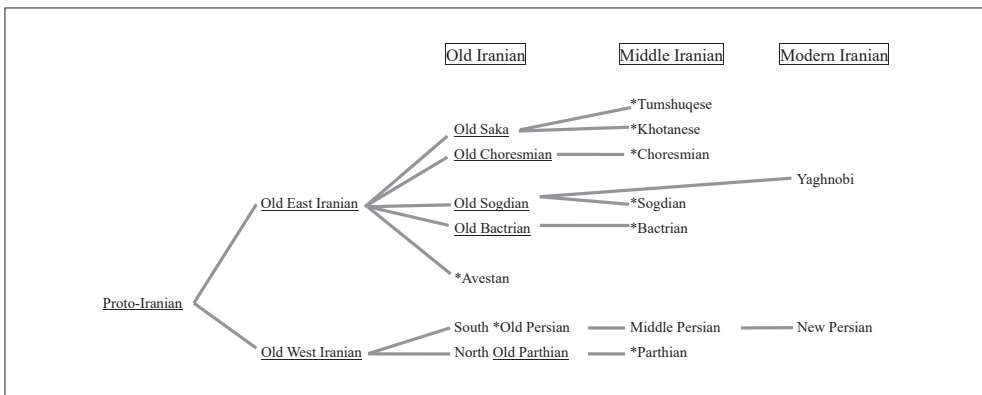 Old Iranian Middle Iranian Modern Iranian
*Tumshuqese
Old Saka *Khotanese
Old Choresmian *Choresmian
Yaghnobi
Old East Iranian Old Sogdian *Sogdian
Old Bactrian *Bactrian
*Avestan
Proto-Iranian
South *Old Persian Middle Persian New Persian
Old West Iranian North Old Parthian *Parthian